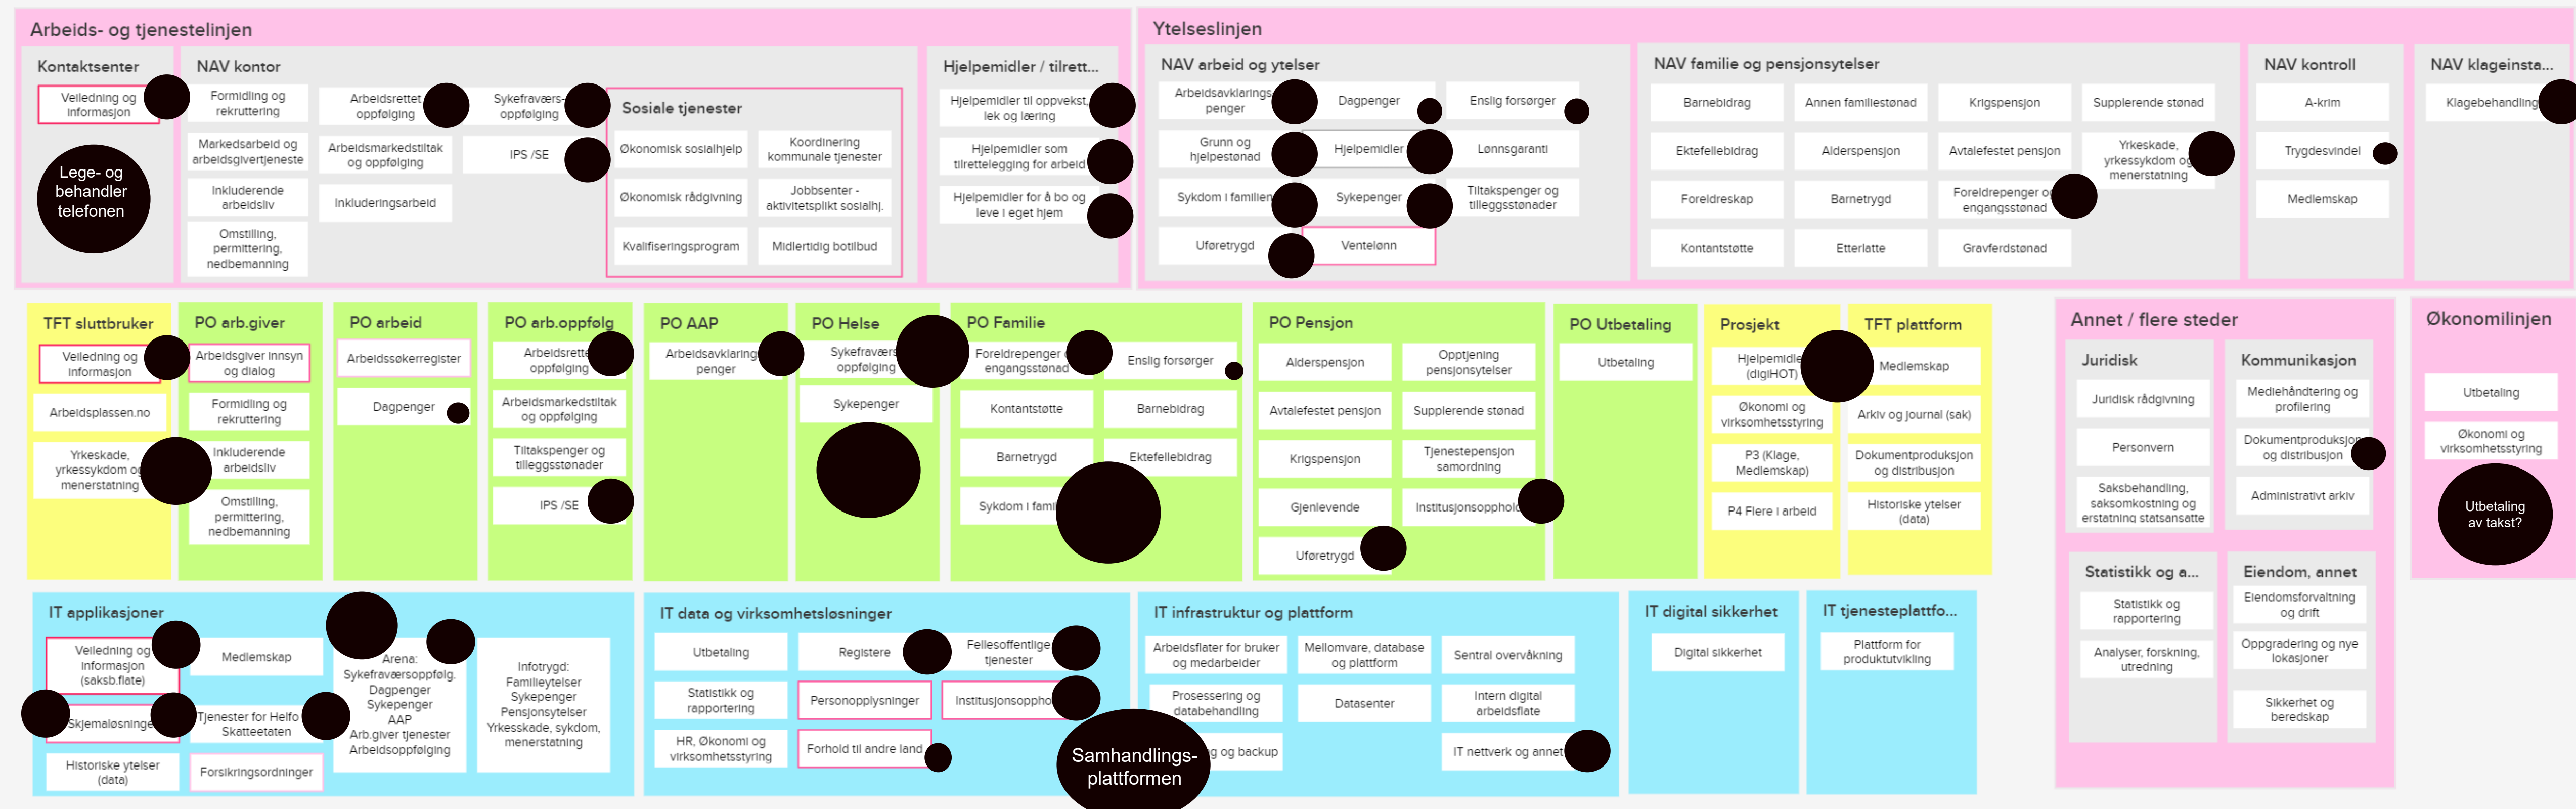 Arbeids- og tjenestelinjen
Kontaktsenter
Veiledning og
informasjon
Lege- og
behandler
telefonen
NAV kontor
Formidling og
rekruttering
Markedsarbeid og
arbeidsgivertjeneste
Inkluderende
arbeidsliv
Omstilling,
permittering,
nedbemanning
Arbeidsrettet
oppfølging
Arbeidsmarkedstiltak
og oppfølging
Inkluderingsarbeid
Sykefraværs-
oppfølging
IPS /SE
Sosiale tjenester
Økonomisk sosialhjelp
Koordinering
kommunale tjenester
Økonomisk rådgivning
Jobbsenter -
aktivitetsplikt sosialhj.
Kvalifiseringsprogram
Midlertidig botilbud
Hjelpemidler / tilrett...
Hjelpemidler til oppvekst,
lek og læring
Hjelpemidler som
tilrettelegging for arbeid
Hjelpemidler for å bo og
leve i eget hjem
Ytelseslinjen
NAV arbeid og ytelser
Arbeidsavklarings
penger
Dagpenger
Enslig forsørger
Grunn og
hjelpestønad
Hjelpemidler
Lønnsgaranti
Sykdom i familien
Sykepenger
Tiltakspenger og
tilleggsstønader
Uføretrygd
Ventelønn
NAV familie og pensjonsytelser
Barnebidrag
Annen familiestønad
Krigspensjon
Supplerende stønad
Ektefellebidrag
Alderspensjon
Avtalefestet pensjon
Yrkeskade,
yrkessykdom og
menerstatning
Foreldreskap
Barnetrygd
Foreldrepenger og
engangsstønad
Kontantstøtte
Etterlatte
Gravferdstønad
NAV kontroll
A-krim
Trygdesvindel
Medlemskap
NAV klageinsta...
Klagebehandling
TFT sluttbruker
Veiledning og
informasjon
Arbeidsplassen.no
Yrkeskade,
yrkessykdom og
menerstatning
PO arb.giver
Arbeidsgiver innsyn
og dialog
Formidling og
rekruttering
Inkluderende
arbeidsliv
Omstilling,
permittering,
nedbemanning
PO arbeid
Arbeidssøkerregister
Dagpenger
PO arb.oppfølg
Arbeidsrette
oppfølging
Arbeidsmarkedstiltak
og oppfølging
Tiltakspenger og
tilleggsstønader
IPS /SE
PO AAP
Arbeidsavklaring
penger
PO Helse
Sykefraværs
oppfølging
Sykepenger
PO Familie
Foreldrepenger
engangsstønad
Enslig forsørger
Kontantstøtte
Barnebidrag
Barnetrygd
Ektefellebidrag
Sykdom i fami
PO Pensjon
Alderspensjon
Opptjening
pensjonsytelser
Avtalefestet pensjon
Supplerende stønad
Krigspensjon
Tjenestepensjon
samordning
Gjenlevende
Institusjonsopphold
Uføretrygd
PO Utbetaling
Utbetaling
Prosjekt
Hjelpemidle
(digiHOT)
Økonomi og
virksomhetsstyring
P3 (Klage,
Medlemskap)
P4 Flere i arbeid
TFT plattform
Medlemskap
Arkiv og journal (sak)
Dokumentproduksjon
og distribusjon
Historiske ytelser
(data)
Annet / flere steder
Juridisk
Juridisk rådgivning
Personvern
Saksbehandling,
saksomkostning og
erstatning statsansatte
Kommunikasjon
Mediehåndtering og
profilering
Dokumentproduksjon
og distribusjon
Administrativt arkiv
Statistikk og a...
Statistikk og
rapportering
Analyser, forskning,
utredning
Eiendom, annet
Eiendomsforvaltning
og drift
Oppgradering og nye
lokasjoner
Sikkerhet og
beredskap
Økonomilinjen
Utbetaling
Økonomi og
virksomhetsstyring
Utbetaling
av takst?
IT applikasjoner
Veiledning og
informasjon
(saksb.flate)
Medlemskap
Skjemaløsninge
Tjenester for Helfo
Skatteetaten
Historiske ytelser
(data)
Forsikringsordninger
Arena:
Sykefraværsoppfølg.
Dagpenger
Sykepenger
AAP
Arb.giver tjenester
Arbeidsoppfølging
Infotrygd:
Familieytelser
Sykepenger
Pensjonsytelser
Yrkesskade, sykdom,
menerstatning
IT data og virksomhetsløsninger
Utbetaling
Registere
Fellesoffentlige
tjenester
Statistikk og
rapportering
Personopplysninger
Institusjonsoppho
HR, Økonomi og
virksomhetsstyring
Forhold til andre land
Samhandlings-
plattformen
IT infrastruktur og plattform
Arbeidsflater for bruker
og medarbeider
Mellomvare, database
og plattform
Sentral overvåkning
Prosessering og
databehandling
Datasenter
Intern digital
arbeidsflate
g og backup
IT nettverk og annet
IT digital sikkerhet
Digital sikkerhet
IT tjenesteplattfo...
Plattform for
produktutvikling